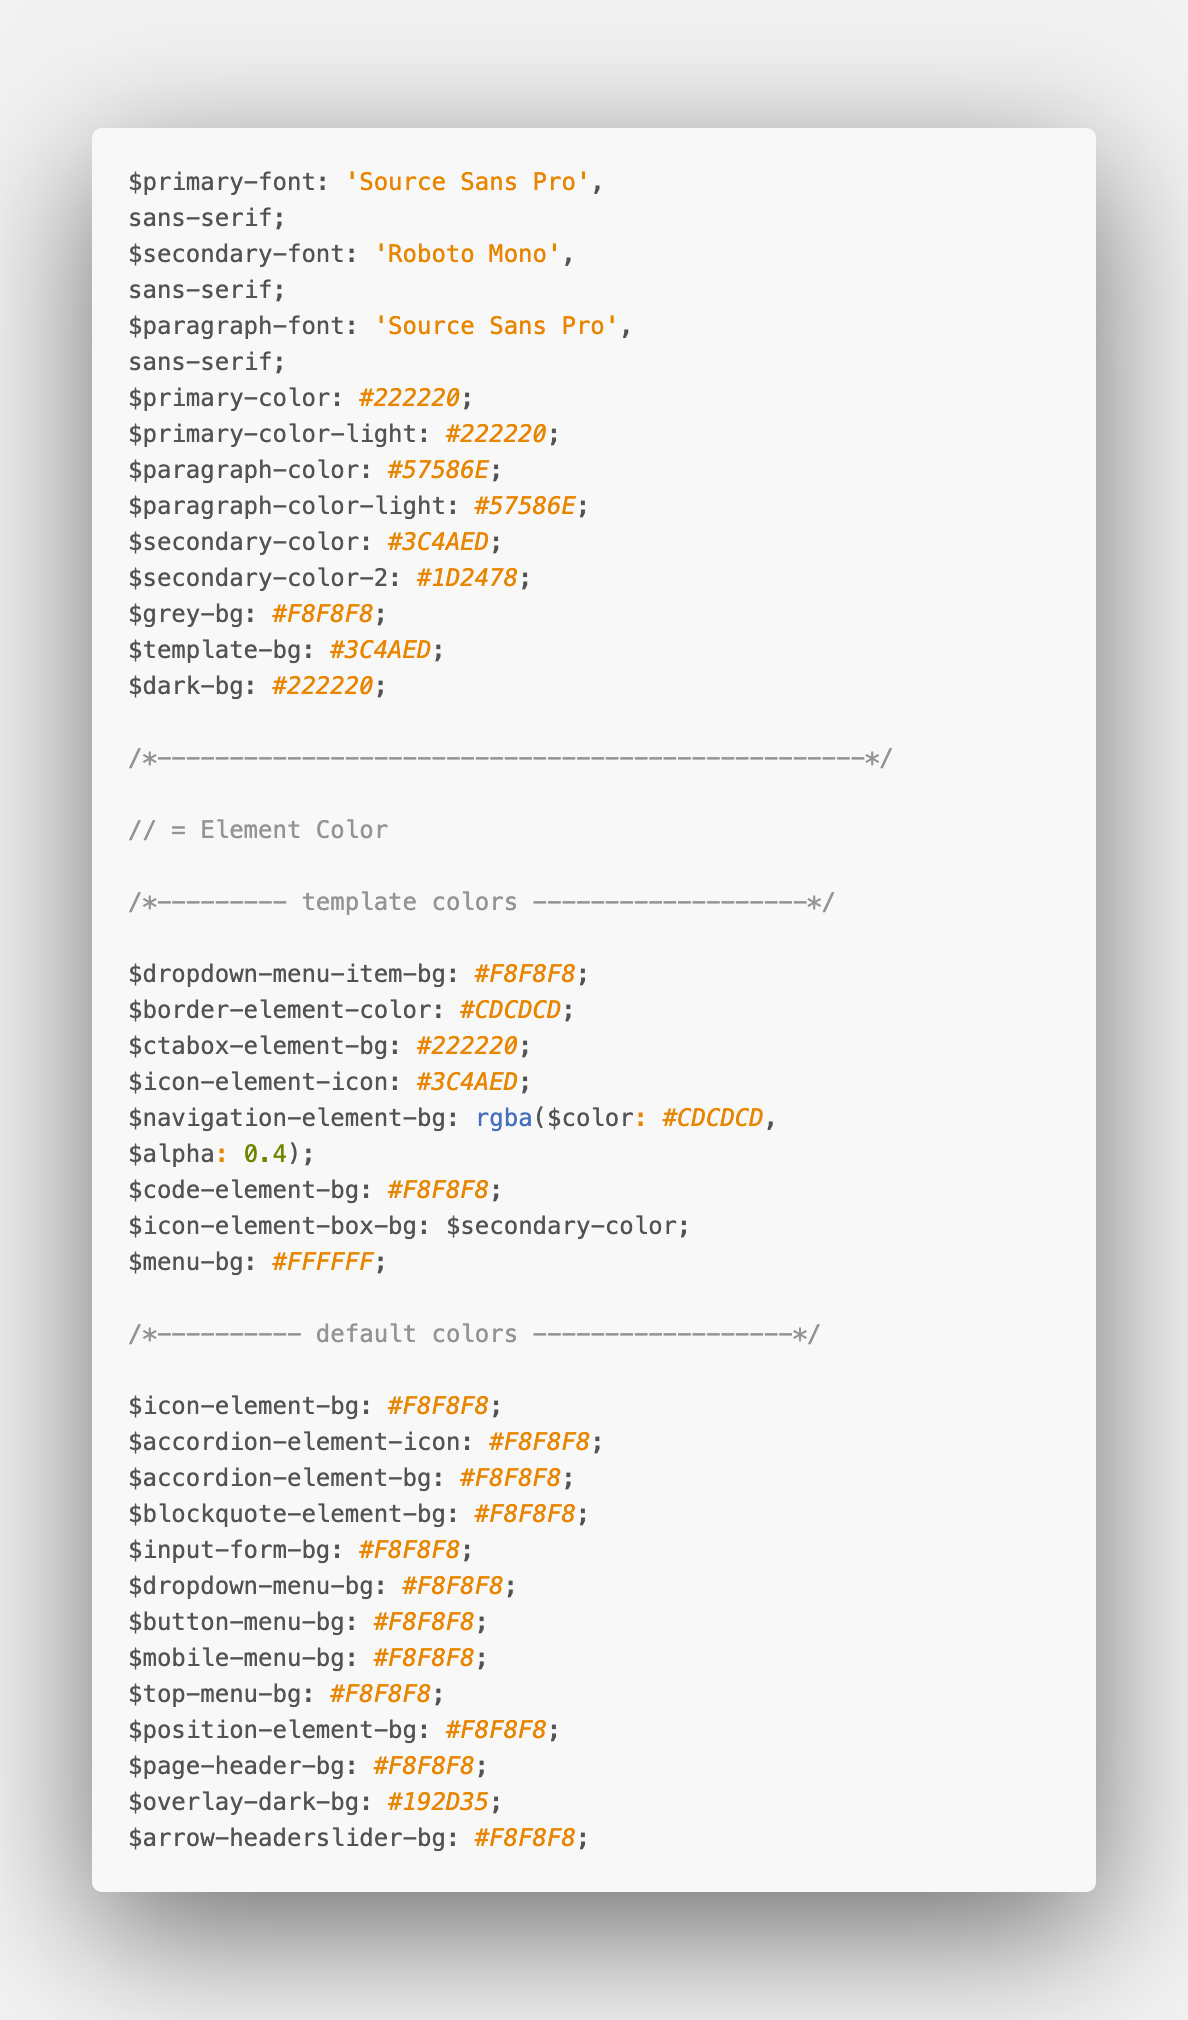 $primary-font: 'Source Sans Pro',
sans-serif;
$secondary-font: 'Roboto Mono',
sans-serif;
$paragraph-font: 'Source Sans Pro',
sans-serif;
$primary-color: #222220;
$primary-color-light: #222220;
$paragraph-color: #57586E;
$paragraph-color-light: #57586E;
$secondary-color: #3C4AED;
$secondary-color-2: #1D2478;
$grey-bg: #F8F8F8;
$template-bg: #3C4AED;
$dark-bg: #222220;
/*-------------------------------------------------*/
// = Element Color
/*--------- template colors -------------------*/
$dropdown-menu-item-bg: #F8F8F8;
$border-element-color: #CDCDCD;
$ctabox-element-bg: #222220;
$icon-element-icon: #3C4AED;
$navigation-element-bg: rgba($color: #CDCDCD,
$alpha: 0.4);
$code-element-bg: #F8F8F8;
$icon-element-box-bg: $secondary-color;
$menu-bg: #FFFFFF;
/*---------- default colors ------------------*/
$icon-element-bg: #F8F8F8;
$accordion-element-icon: #F8F8F8;
$accordion-element-bg: #F8F8F8;
$blockquote-element-bg: #F8F8F8;
$input-form-bg: #F8F8F8;
$dropdown-menu-bg: #F8F8F8;
$button-menu-bg: #F8F8F8;
$mobile-menu-bg: #F8F8F8;
$top-menu-bg: #F8F8F8;
$position-element-bg: #F8F8F8;
$page-header-bg: #F8F8F8;
$overlay-dark-bg: #192D35;
$arrow-headerslider-bg: #F8F8F8;